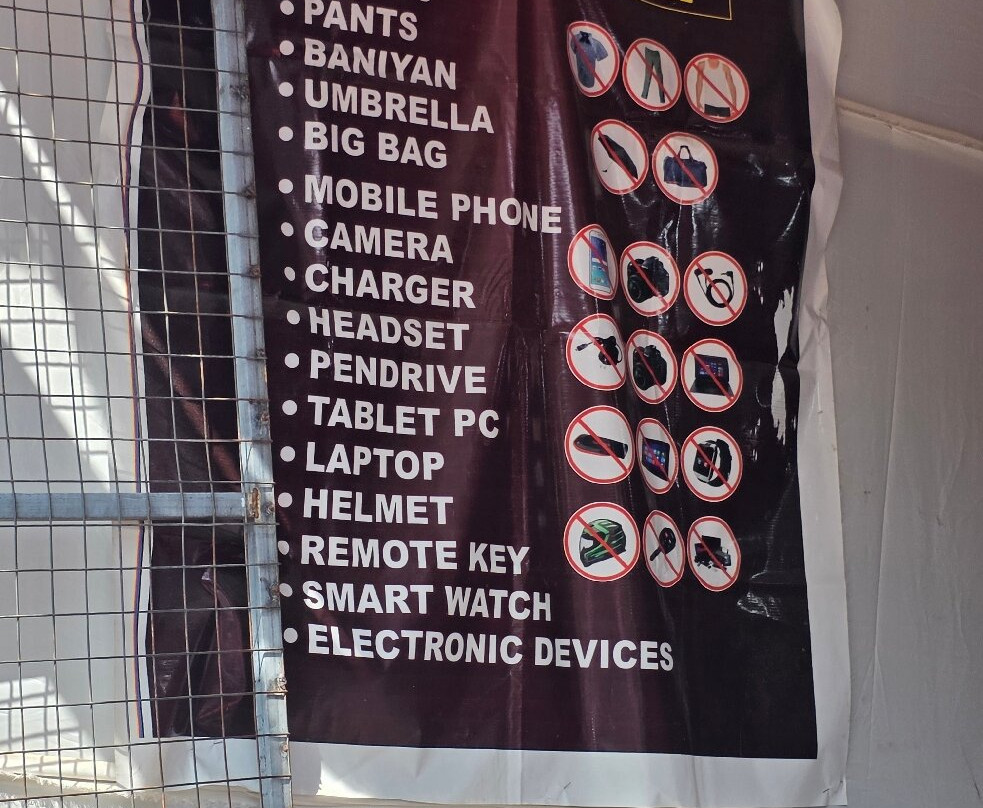 • PANTS
• BANIYAN
• UMBRELLA
• BIG BAG
• MOBILE PHONE
• CAMERA
• CHARGER
• HEADSET
• PENDRIVE
• TABLET PC
• LAPTOP
• HELMET
• REMOTE KEY
• SMART WATCH
• ELECTRONIC DEVICES